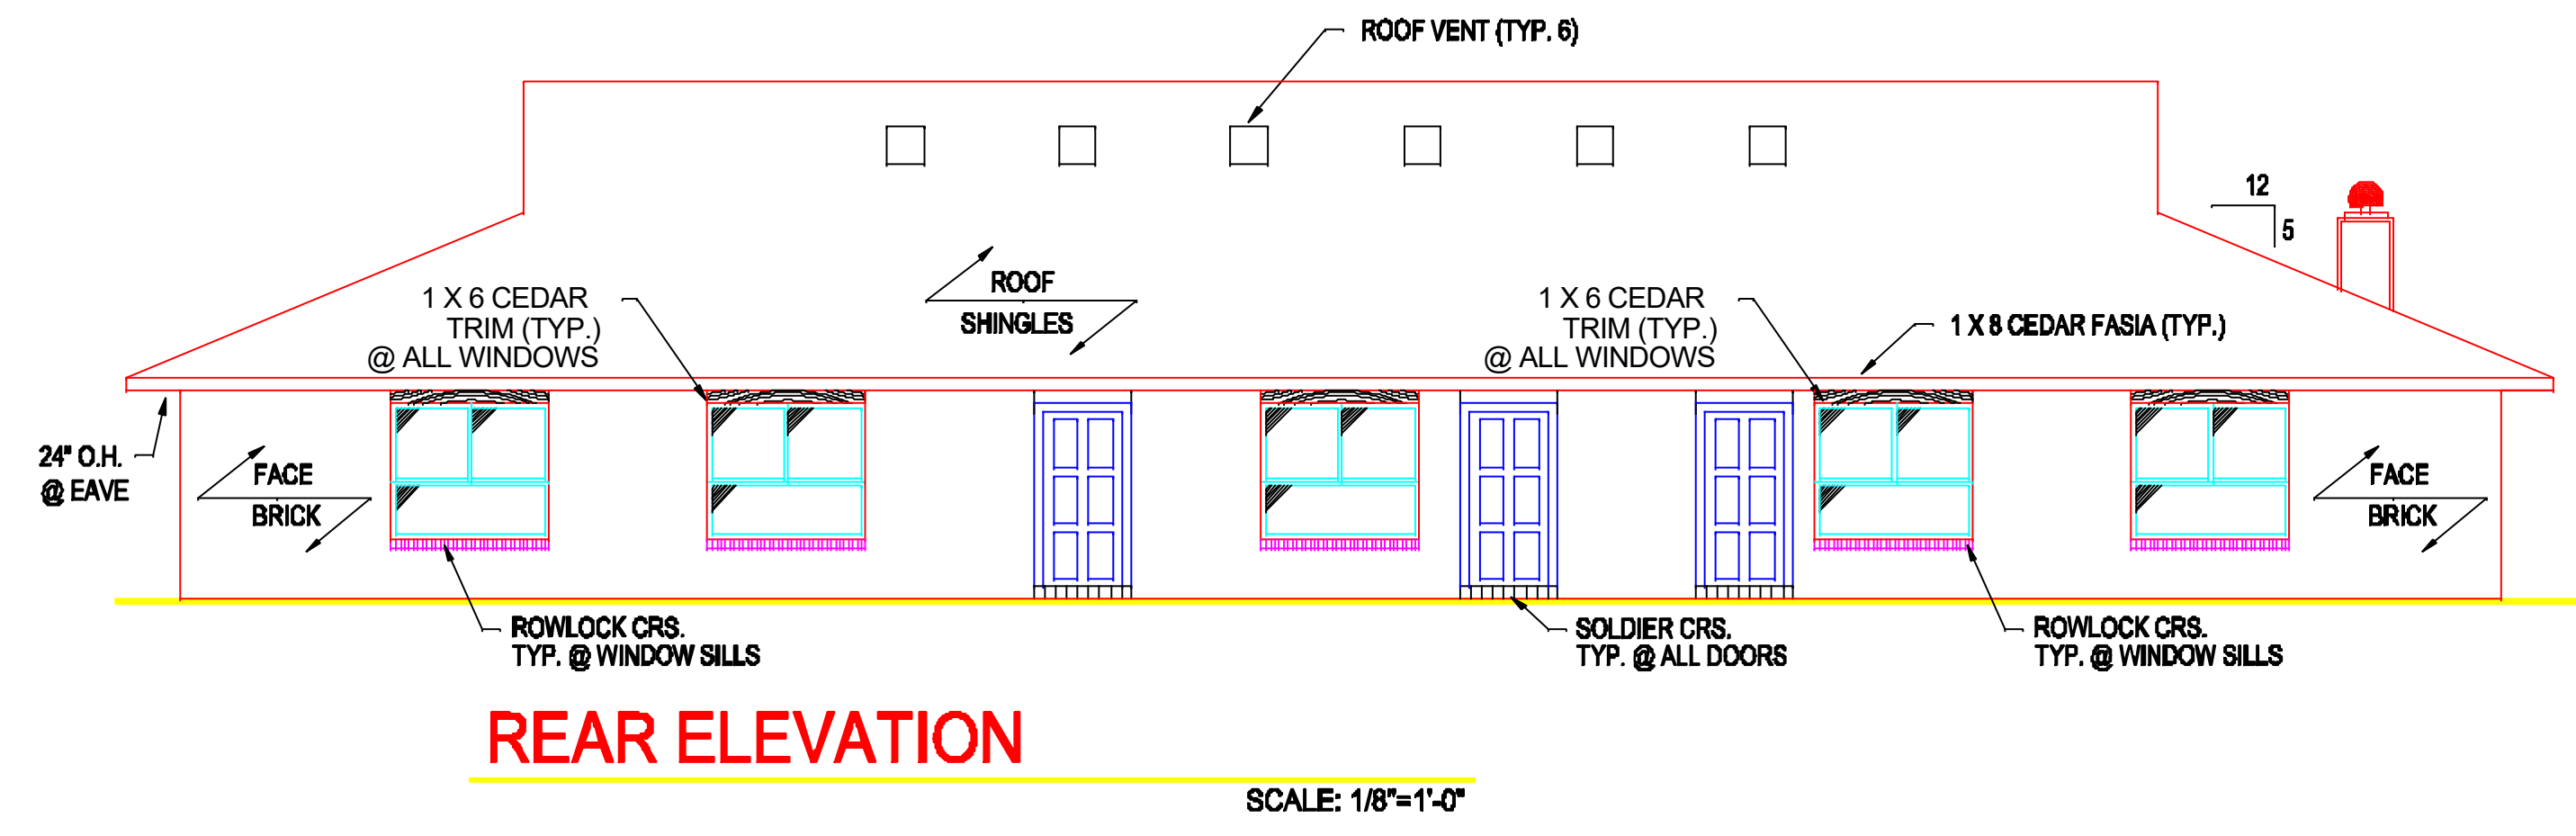 ROOF VENT (TYP. 6)
12
5
ROOF
SHINGLES
1 X 6 CEDAR
TRIM (TYP.)
@ ALL WINDOWS
1 X 6 CEDAR
TRIM (TYP.)
@ ALL WINDOWS
1 X 8 CEDAR FASIA (TYP.)
24" O.H.
@ EAVE
FACE
BRICK
FACE
BRICK
ROWLOCK CRS.
TYP. @ WINDOW SILLS
SOLDIER CRS.
TYP. @ ALL DOORS
ROWLOCK CRS.
TYP. @ WINDOW SILLS
REAR ELEVATION
SCALE: 1/8"=1'-0"